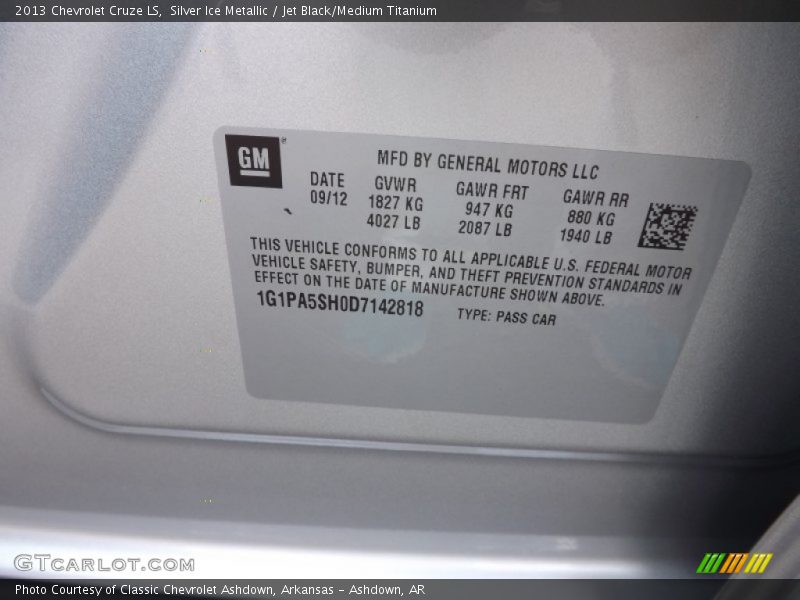 2013 Chevrolet Cruze LS, Silver Ice Metallic / Jet Black/Medium Titanium
GM®
MFD BY GENERAL MOTORS LLC
DATE GVWR GAWR FRT GAWR RR
09/12 1827 KG 947 KG 880 KG
4027 LB 2087 LB 1940 LB
THIS VEHICLE CONFORMS TO ALL APPLICABLE U.S. FEDERAL MOTOR
VEHICLE SAFETY, BUMPER, AND THEFT PREVENTION STANDARDS IN
EFFECT ON THE DATE OF MANUFACTURE SHOWN ABOVE.
1G1PA5SH0D7142818 TYPE: PASS CAR
GTCARLOT.COM
Photo Courtesy of Classic Chevrolet Ashdown, Arkansas - Ashdown, AR